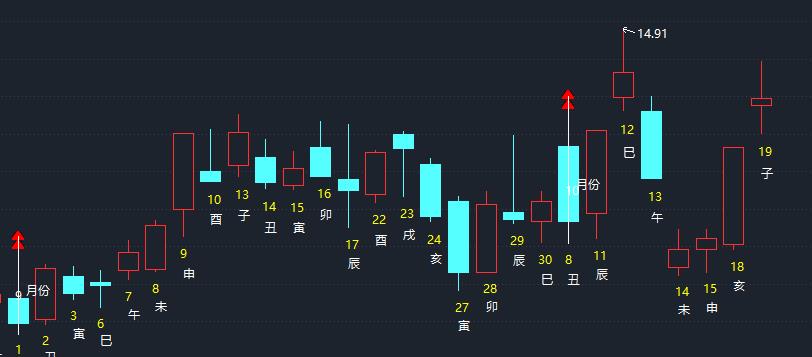 14.91
9 月份
1
2
丑
3
寅
6
巳
7
午
8
未
9
申
10
酉
13
子
14
丑
15
寅
16
卯
17
辰
22
酉
23
戌
24
亥
27
寅
28
卯
29
辰
30
巳
10 月份
8
丑
11
辰
12
巳
13
午
14
未
15
申
18
亥
19
子